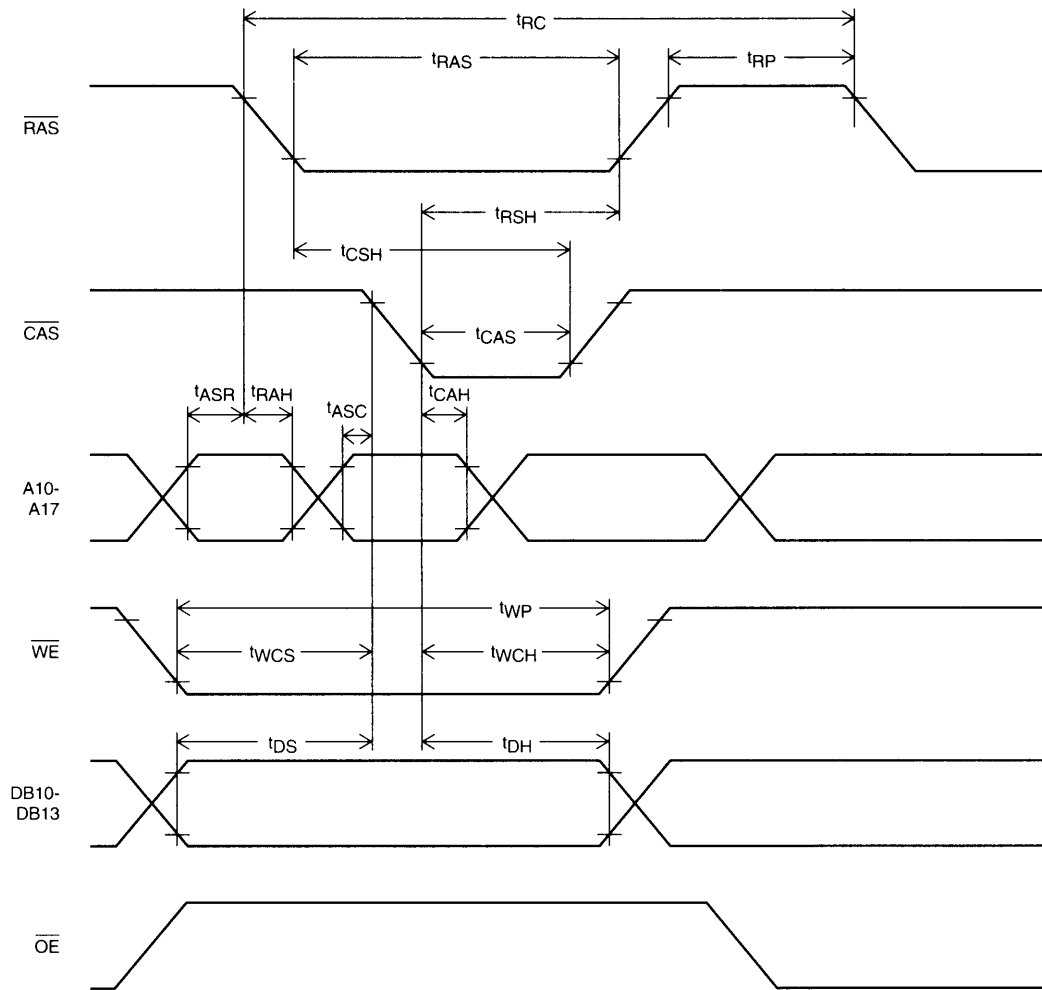 tRC
tRAS
tRP
RAS
tRSH
tCSH
CAS
tCAS
tASR
tRAH
tASC
tCAH
A10-
A17
tWP
WE
tWCS
tWCH
tDS
tDH
DB10-
DB13
OE